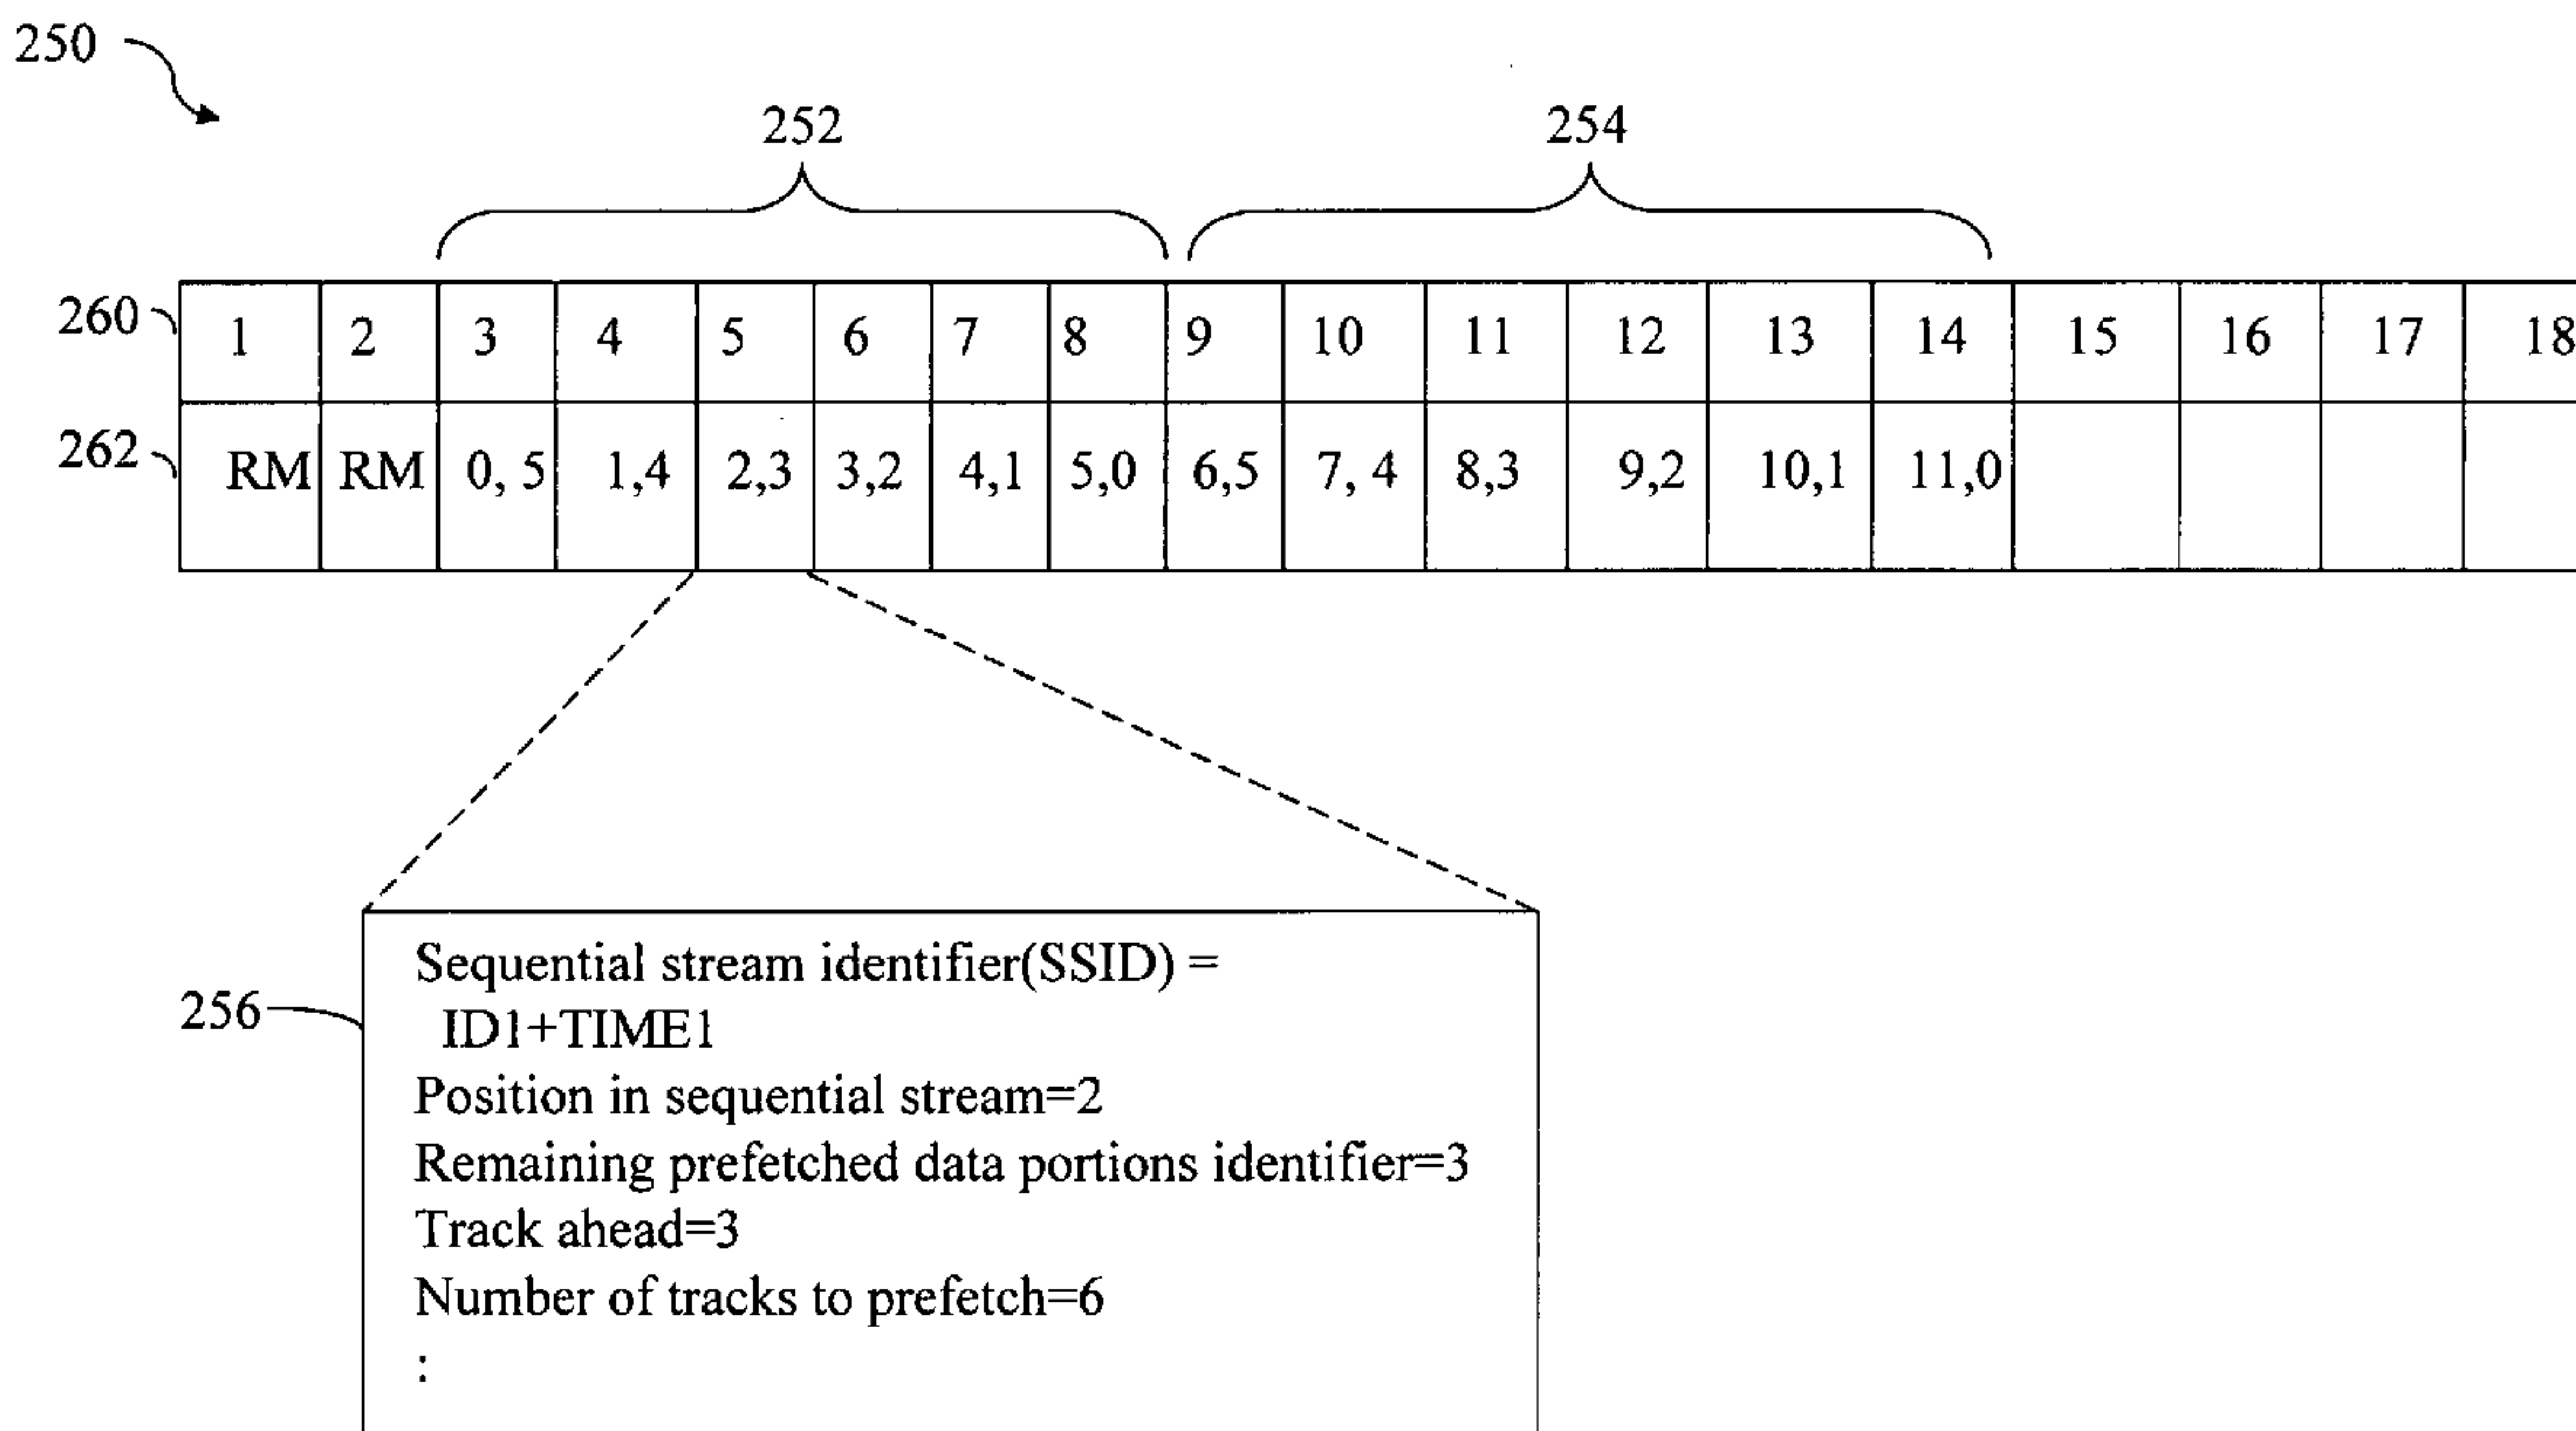 250
252 254
260 1 2 3 4 5 6 7 8 9 10 11 12 13 14 15 16 17 18
262 RM RM 0, 5 1,4 2,3 3,2 4,1 5,0 6,5 7, 4 8,3 9,2 10,1 11,0
256
Sequential stream identifier(SSID) =
ID1+TIME1
Position in sequential stream=2
Remaining prefetched data portions identifier=3
Track ahead=3
Number of tracks to prefetch=6
: